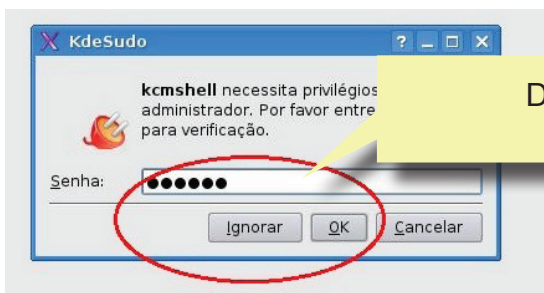 KdeSudo
kcmshell necessita privilégios
administrador. Por favor entre
para verificação.
Senha:
Ignorar OK Cancelar
D